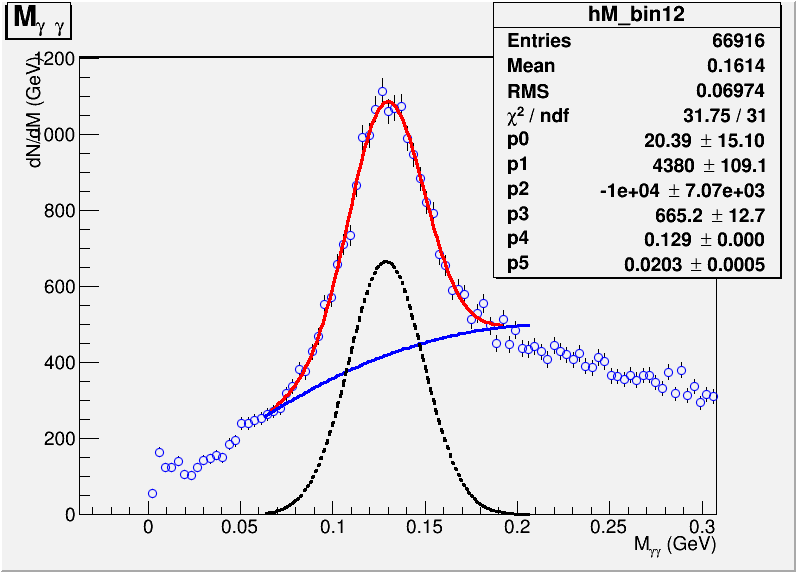 Mγ γ
hM_bin12
Entries 66916
Mean 0.1614
RMS 0.06974
χ² / ndf 31.75 / 31
p0 20.39 ± 15.10
p1 4380 ± 109.1
p2 -1e+04 ± 7.07e+03
p3 665.2 ± 12.7
p4 0.129 ± 0.000
p5 0.0203 ± 0.0005
dN/dM (GeV)
1200
1000
800
600
400
200
0
0 0.05 0.1 0.15 0.2 0.25 0.3
Mγγ (GeV)